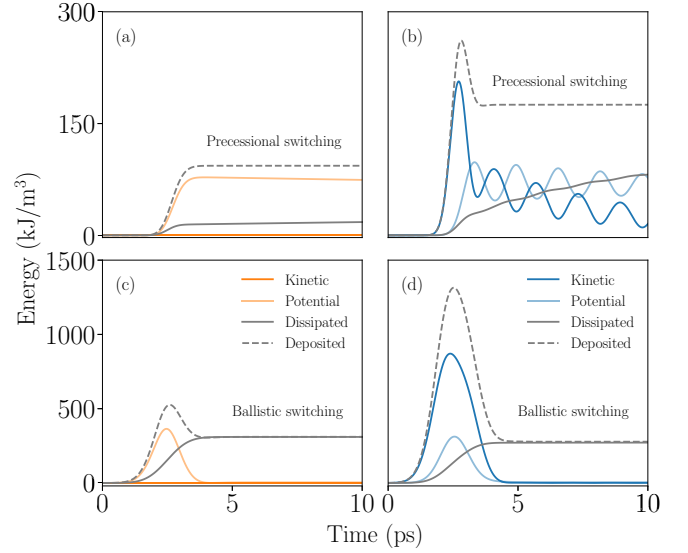 300
150
0
(a)
Precessional switching
(b)
Precessional switching
Energy (kJ/m³)
1500
1000
500
0
(c)
Kinetic
Potential
Dissipated
Deposited
Ballistic switching
(d)
Kinetic
Potential
Dissipated
Deposited
Ballistic switching
0
5
10
0
5
10
Time (ps)